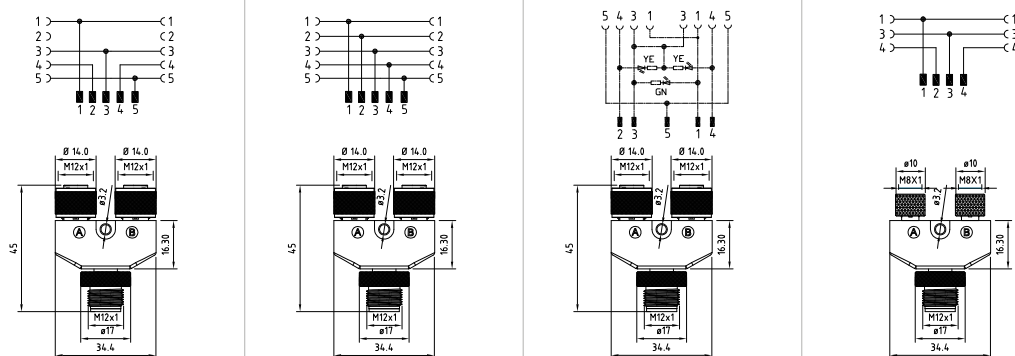 1 1
2 2
3 3
4 4
5 5
1 2 3 4 5
Ø 14.0 Ø 14.0
M12x1 M12x1
ø3.2
A B
45
16.30
M12x1
ø17
34.4
1 1
2 2
3 3
4 4
5 5
1 2 3 4 5
Ø 14.0 Ø 14.0
M12x1 M12x1
ø3.2
A B
45
16.30
M12x1
ø17
34.4
5 4 3 1 3 1 4 5
YE YE
GN
2 3 5 1 4
Ø 14.0 Ø 14.0
M12x1 M12x1
ø3.2
A B
45
16.30
M12x1
ø17
34.4
1 1
3 3
4 4
1 2 3 4
ø10 ø10
M8X1 M8X1
ø3.2
A B
16.30
M12x1
ø17
34.4